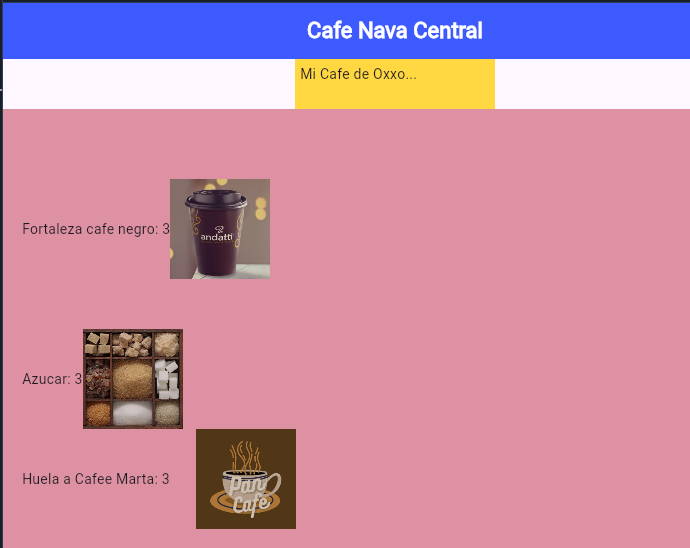 Cafe Nava Central
Mi Cafe de Oxxo...
Fortaleza cafe negro: 3
andatti
Azucar: 3
Huela a Cafee Marta: 3
Pan
Café